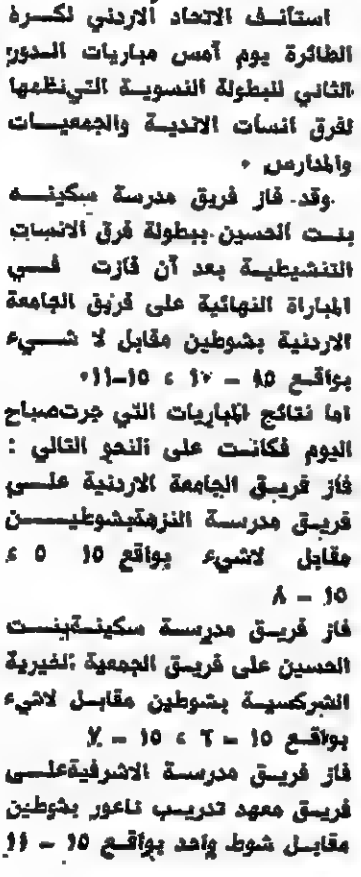 استأنف الاتحاد الاردني لكرة
الطائرة يوم أمس مباريات الدور
الثاني للبطولة النسوية التي نظمها
لفرق انسات الاندية والجمعيات
والمدارس .
وقد فاز فريق مدرسة سكينه
بنت الحسين ببطولة فرق الانسات
التنشيطية بعد أن فازت في
المباراة النهائية على فريق الجامعة
الاردنية بشوطين مقابل لا شيء
بواقع ١٥ – ١٠ ، ١٥–١١.
اما نتائج المباريات التي جرت صباح
اليوم فكانت على النحو التالي :
فاز فريق الجامعة الاردنية على
فريق مدرسة النزهة بشوطين
مقابل لاشيء بواقع ١٥ ٥ ،
١٥ – ٨
فاز فريق مدرسة سكينة بنت
الحسين على فريق الجمعية الخيرية
الشركسية بشوطين مقابل لاشيء
بواقع ١٥ – ٦ ، ١٥ – ٧.
فاز فريق مدرسة الاشرفية على
فريق معهد تدريب ناعور بشوطين
مقابل شوط واحد بواقع ١٥ – ١١